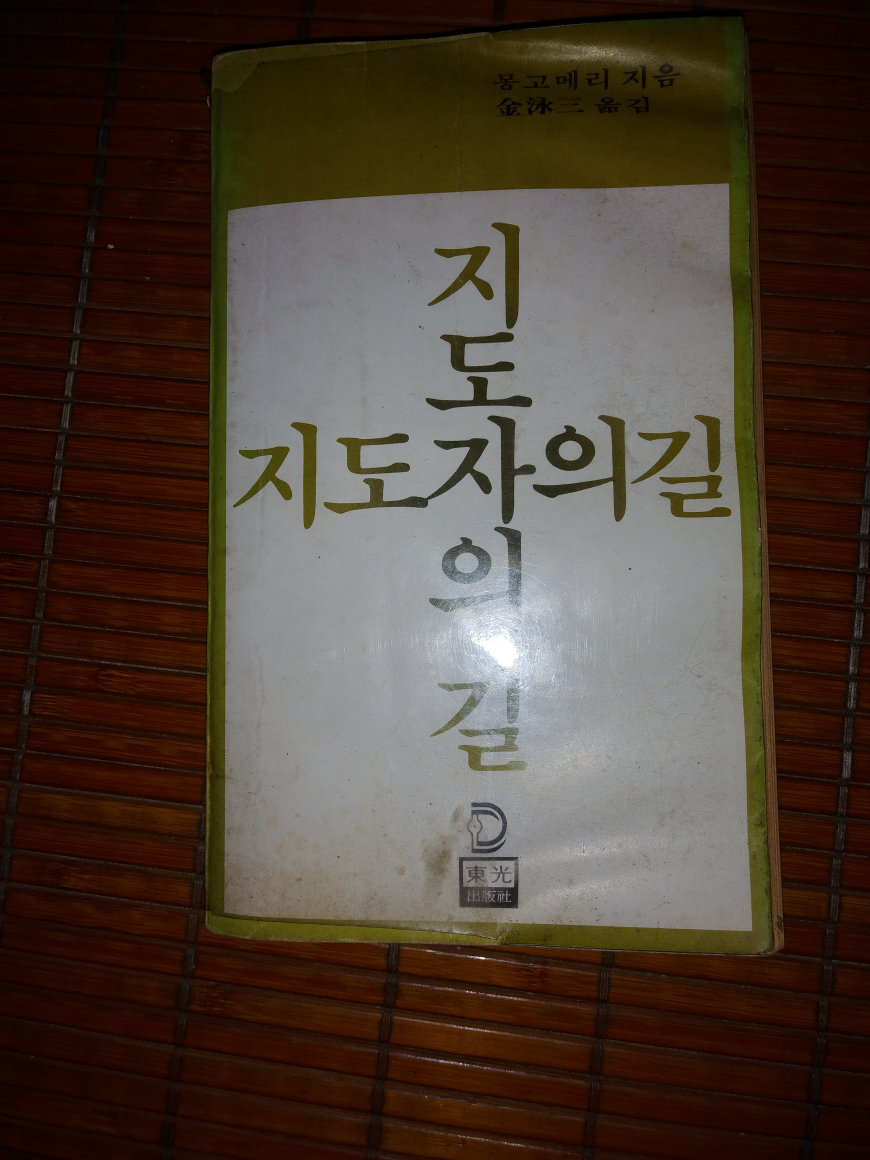 몽고메리 지음
金泳三 옮김
지도자의길
지도자의길
東光
出版社